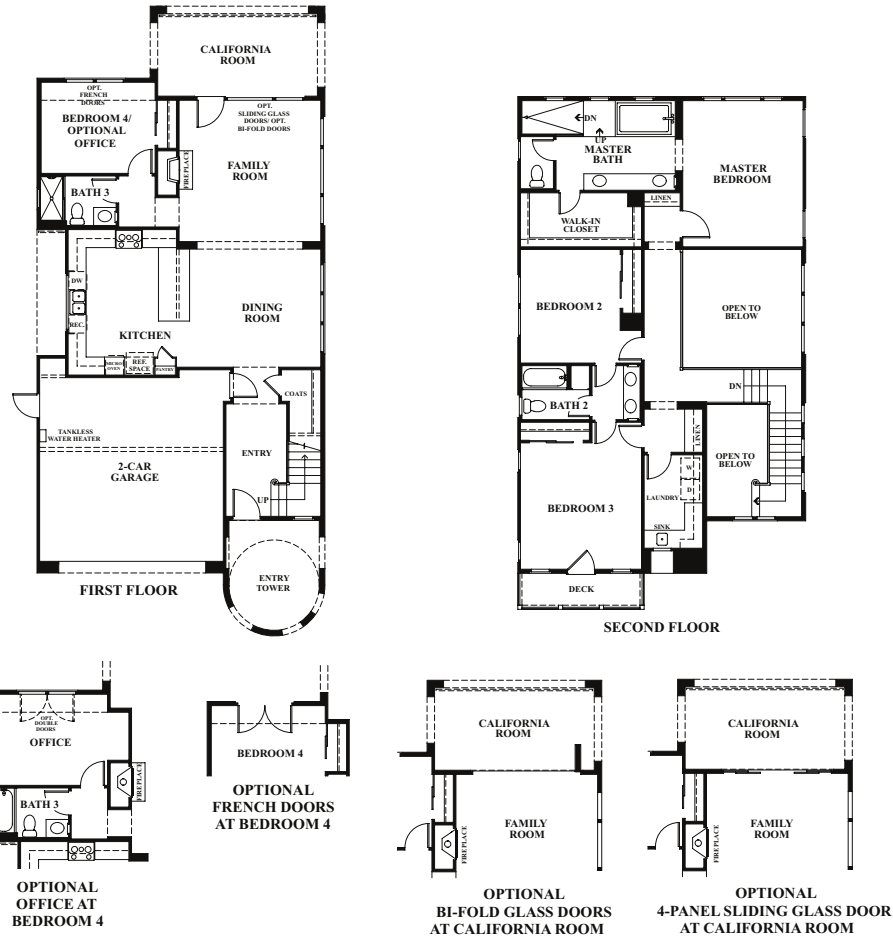 CALIFORNIA
ROOM
OPT.
FRENCH
DOORS
BEDROOM 4/
OPTIONAL
OFFICE
OPT.
SLIDING GLASS
DOORS/ OPT.
BI-FOLD DOORS
FAMILY
ROOM
FIREPLACE
BATH 3
DW
REC.
KITCHEN
DINING
ROOM
MICRO/
OVEN
REF.
SPACE
PANTRY
COATS
TANKLESS
WATER HEATER
2-CAR
GARAGE
ENTRY
UP
ENTRY
TOWER
FIRST FLOOR
DN
UP
MASTER
BATH
MASTER
BEDROOM
LINEN
WALK-IN
CLOSET
BEDROOM 2
OPEN TO
BELOW
DN
BATH 2
LINEN
OPEN TO
BELOW
W
D
LAUNDRY
BEDROOM 3
SINK
DECK
SECOND FLOOR
OPT.
DOUBLE
DOORS
OFFICE
FIREPLACE
BATH 3
OPTIONAL
OFFICE AT
BEDROOM 4
BEDROOM 4
OPTIONAL
FRENCH DOORS
AT BEDROOM 4
CALIFORNIA
ROOM
FAMILY
ROOM
FIREPLACE
OPTIONAL
BI-FOLD GLASS DOORS
AT CALIFORNIA ROOM
CALIFORNIA
ROOM
FAMILY
ROOM
FIREPLACE
OPTIONAL
4-PANEL SLIDING GLASS DOOR
AT CALIFORNIA ROOM